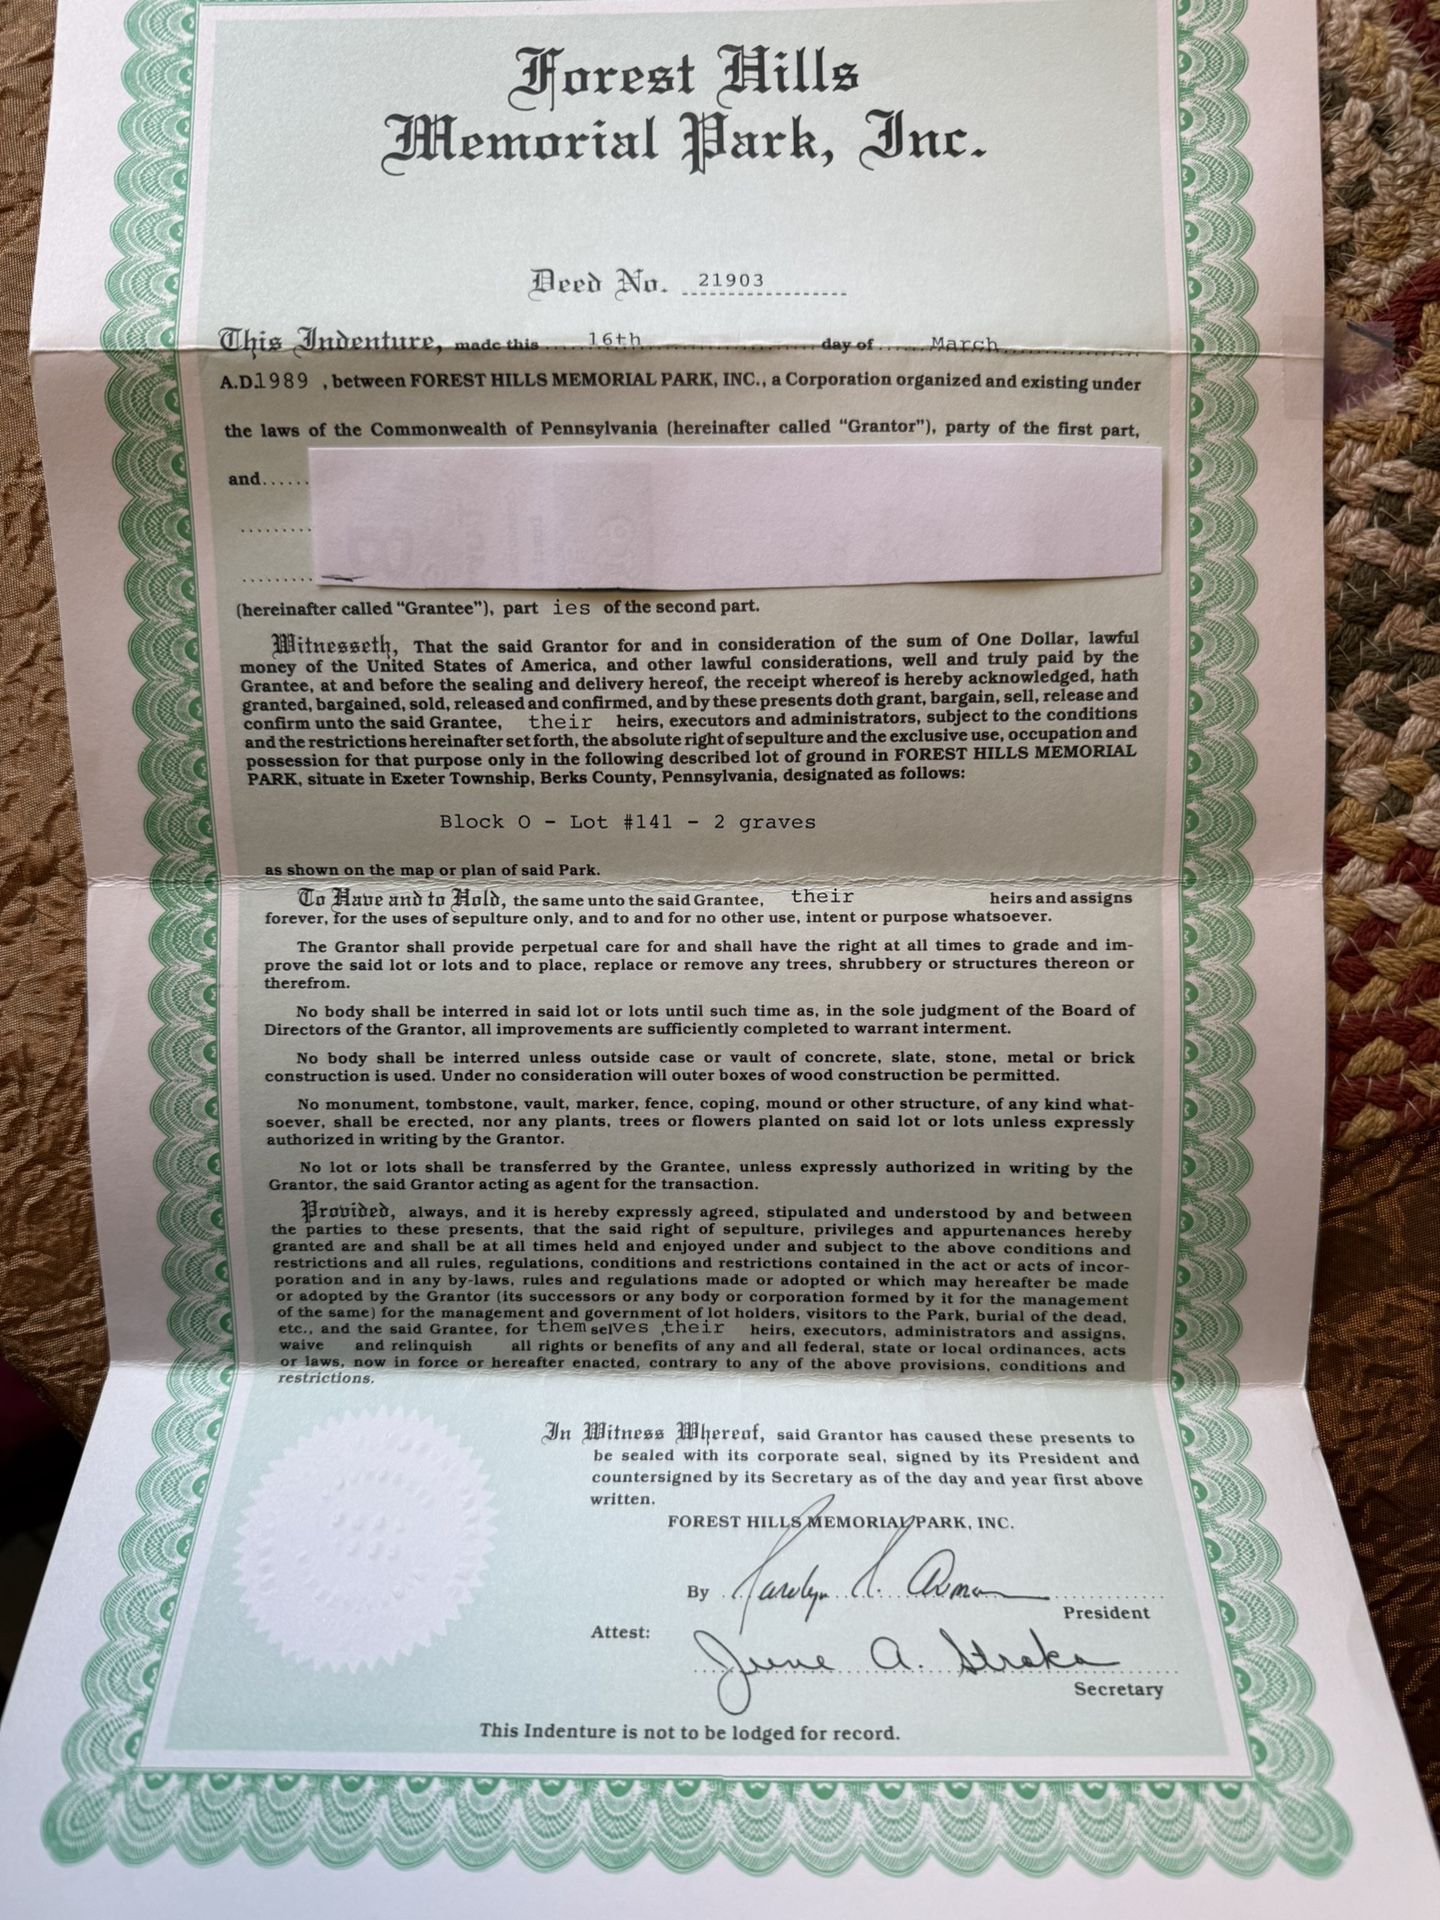 Forest Hills
Memorial Park, Inc.
Deed No. 21903
This Indenture, made this 16th day of March
A.D.1989, between FOREST HILLS MEMORIAL PARK, INC., a Corporation organized and existing under
the laws of the Commonwealth of Pennsylvania (hereinafter called "Grantor"), party of the first part,
and
(hereinafter called "Grantee"), part ies of the second part.
Witnesseth, That the said Grantor for and in consideration of the sum of One Dollar, lawful
money of the United States of America, and other lawful considerations, well and truly paid by the
Grantee, at and before the sealing and delivery hereof, the receipt whereof is hereby acknowledged, hath
granted, bargained, sold, released and confirmed, and by these presents doth grant, bargain, sell, release and
confirm unto the said Grantee, their heirs, executors and administrators, subject to the conditions
and the restrictions hereinafter set forth, the absolute right of sepulture and the exclusive use, occupation and
possession for that purpose only in the following described lot of ground in FOREST HILLS MEMORIAL
PARK, situate in Exeter Township, Berks County, Pennsylvania, designated as follows:
Block O - Lot #141 - 2 graves
as shown on the map or plan of said Park.
To Have and to Hold, the same unto the said Grantee, their heirs and assigns
forever, for the uses of sepulture only, and to and for no other use, intent or purpose whatsoever.
The Grantor shall provide perpetual care for and shall have the right at all times to grade and im-
prove the said lot or lots and to place, replace or remove any trees, shrubbery or structures thereon or
therefrom.
No body shall be interred in said lot or lots until such time as, in the sole judgment of the Board of
Directors of the Grantor, all improvements are sufficiently completed to warrant interment.
No body shall be interred unless outside case or vault of concrete, slate, stone, metal or brick
construction is used. Under no consideration will outer boxes of wood construction be permitted.
No monument, tombstone, vault, marker, fence, coping, mound or other structure, of any kind what-
soever, shall be erected, nor any plants, trees or flowers planted on said lot or lots unless expressly
authorized in writing by the Grantor.
No lot or lots shall be transferred by the Grantee, unless expressly authorized in writing by the
Grantor, the said Grantor acting as agent for the transaction.
Provided, always, and it is hereby expressly agreed, stipulated and understood by and between
the parties to these presents, that the said right of sepulture, privileges and appurtenances hereby
granted are and shall be at all times held and enjoyed under and subject to the above conditions and
restrictions and all rules, regulations, conditions and restrictions contained in the act or acts of incor-
poration and in any by-laws, rules and regulations made or adopted or which may hereafter be made
or adopted by the Grantor (its successors or any body or corporation formed by it for the management
of the same) for the management and government of lot holders, visitors to the Park, burial of the dead,
etc., and the said Grantee, for themselves, their heirs, executors, administrators and assigns,
waive and relinquish all rights or benefits of any and all federal, state or local ordinances, acts
or laws, now in force or hereafter enacted, contrary to any of the above provisions, conditions and
restrictions.
In Witness Whereof, said Grantor has caused these presents to
be sealed with its corporate seal, signed by its President and
countersigned by its Secretary as of the day and year first above
written.
FOREST HILLS MEMORIAL PARK, INC.
By
President
Attest: June A. Straka
Secretary
This Indenture is not to be lodged for record.